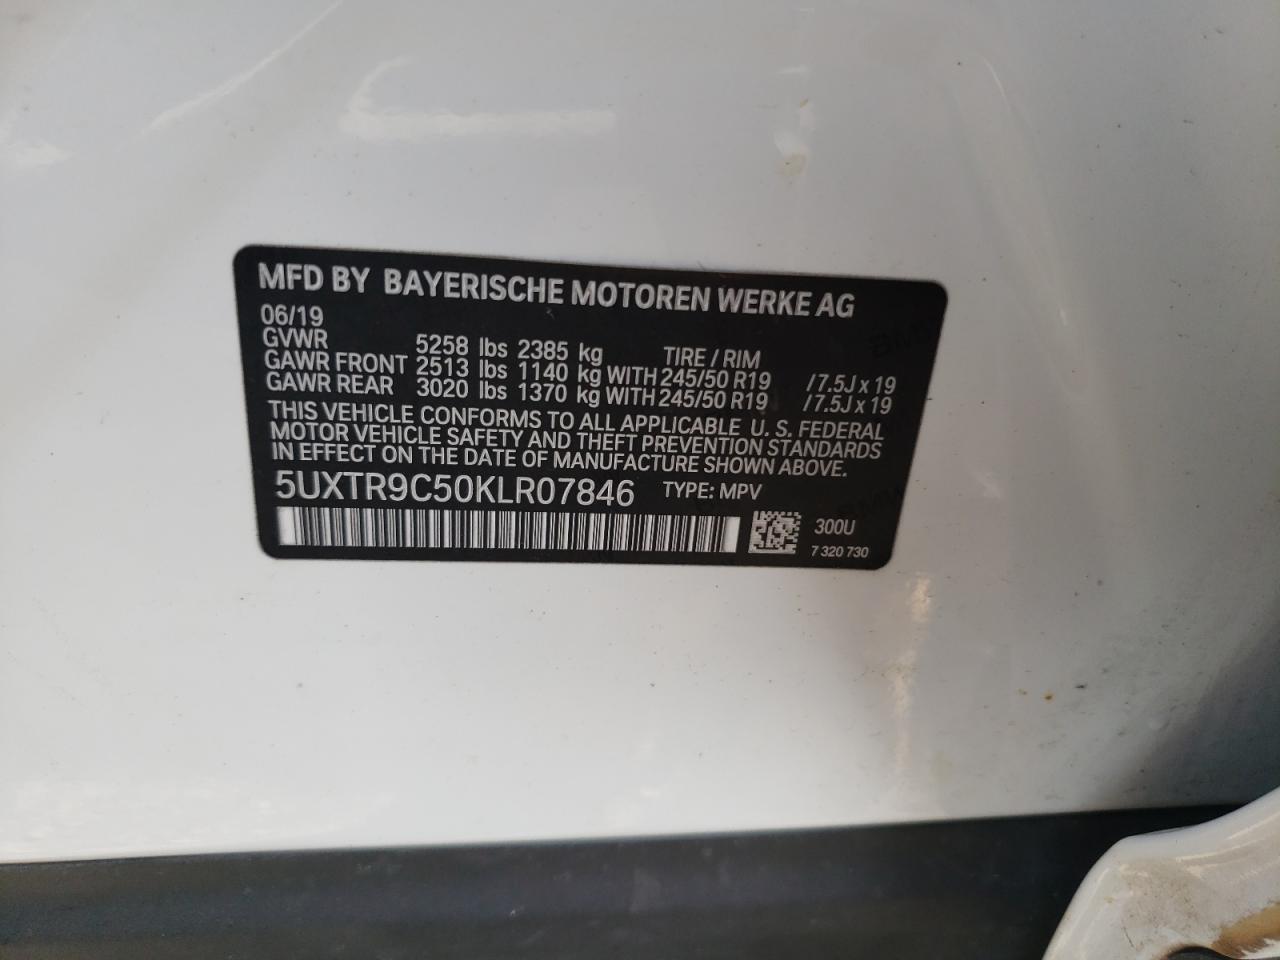 MFD BY BAYERISCHE MOTOREN WERKE AG
06/19
GVWR 5258 lbs 2385 kg TIRE / RIM
GAWR FRONT 2513 lbs 1140 kg WITH 245/50 R19 /7.5J x 19
GAWR REAR 3020 lbs 1370 kg WITH 245/50 R19 /7.5J x 19
THIS VEHICLE CONFORMS TO ALL APPLICABLE U. S. FEDERAL
MOTOR VEHICLE SAFETY AND THEFT PREVENTION STANDARDS
IN EFFECT ON THE DATE OF MANUFACTURE SHOWN ABOVE.
5UXTR9C50KLR07846 TYPE: MPV
300U
7 320 730